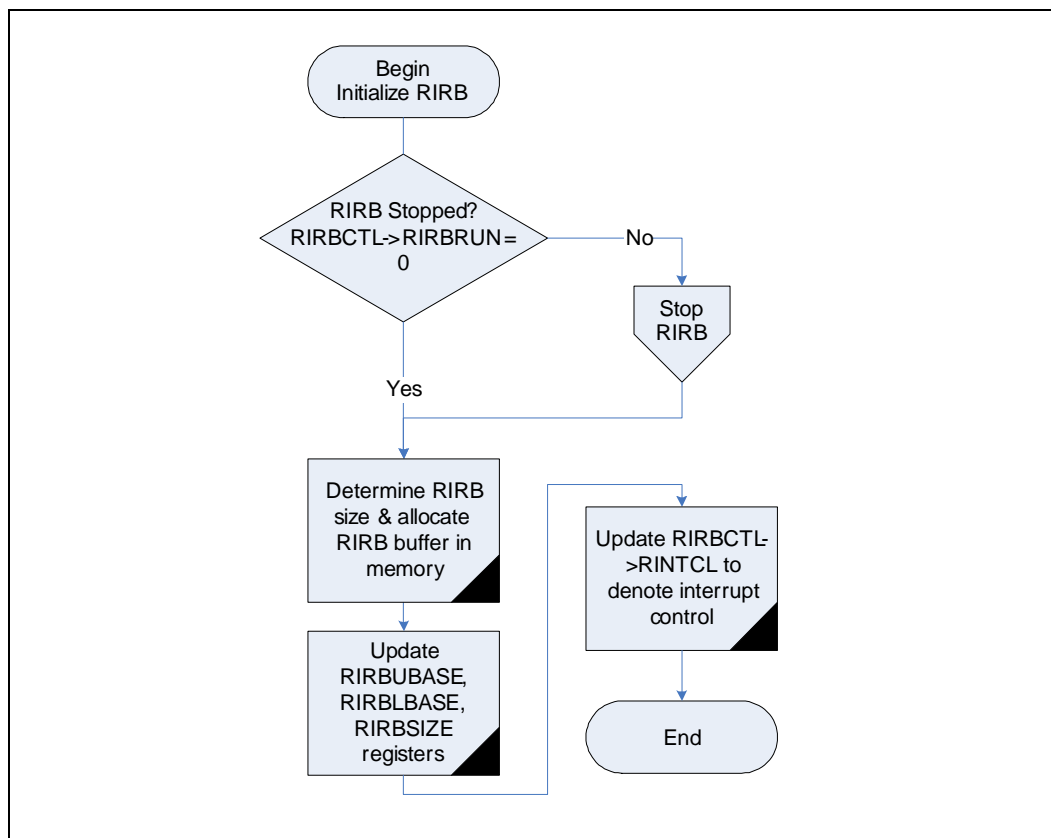 Begin
Initialize RIRB
RIRB Stopped?
RIRBCTL->RIRBRUN=
0
No
Stop
RIRB
Yes
Determine RIRB
size & allocate
RIRB buffer in
memory
Update
RIRBUBASE,
RIRBLBASE,
RIRBSIZE
registers
Update RIRBCTL-
>RINTCL to
denote interrupt
control
End